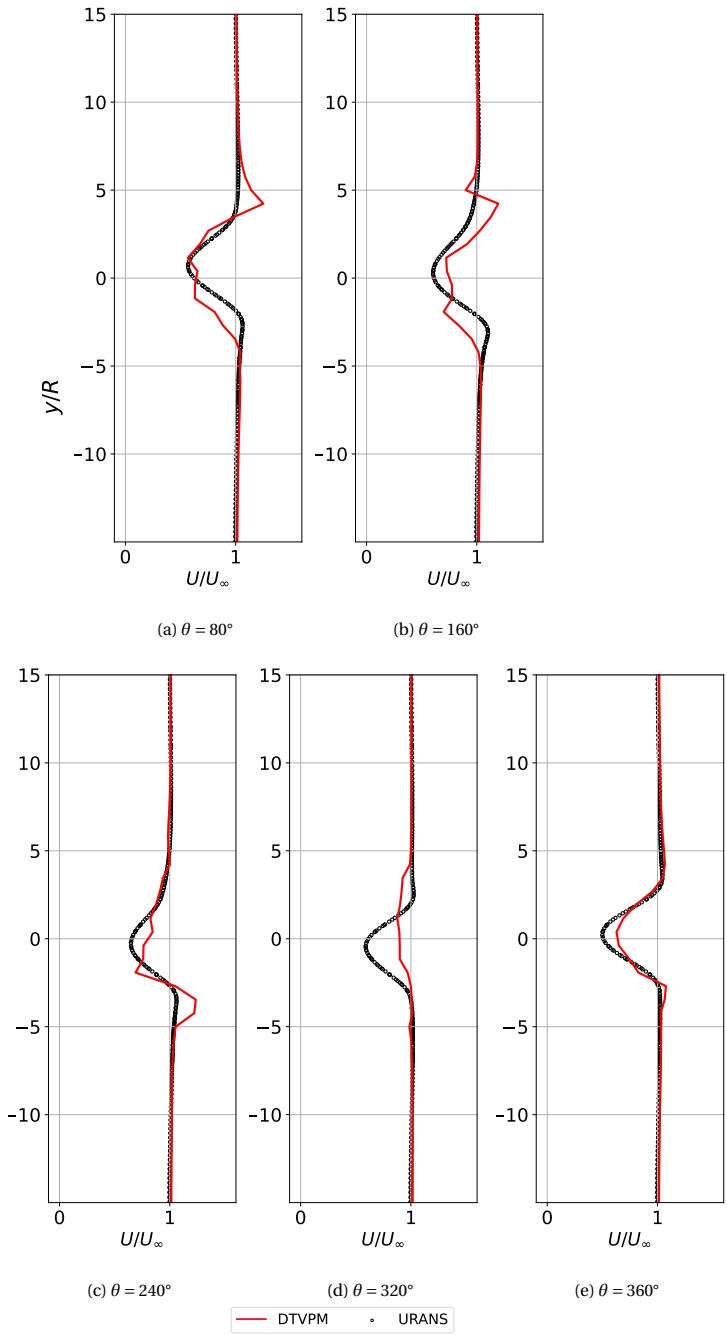 15
10
5
0
−5
−10
y/R
0 1
U/U∞
(a) θ = 80°
15
10
5
0
−5
−10
0 1
U/U∞
(b) θ = 160°
15
10
5
0
−5
−10
0 1
U/U∞
(c) θ = 240°
15
10
5
0
−5
−10
0 1
U/U∞
(d) θ = 320°
15
10
5
0
−5
−10
0 1
U/U∞
(e) θ = 360°
DTVPM URANS